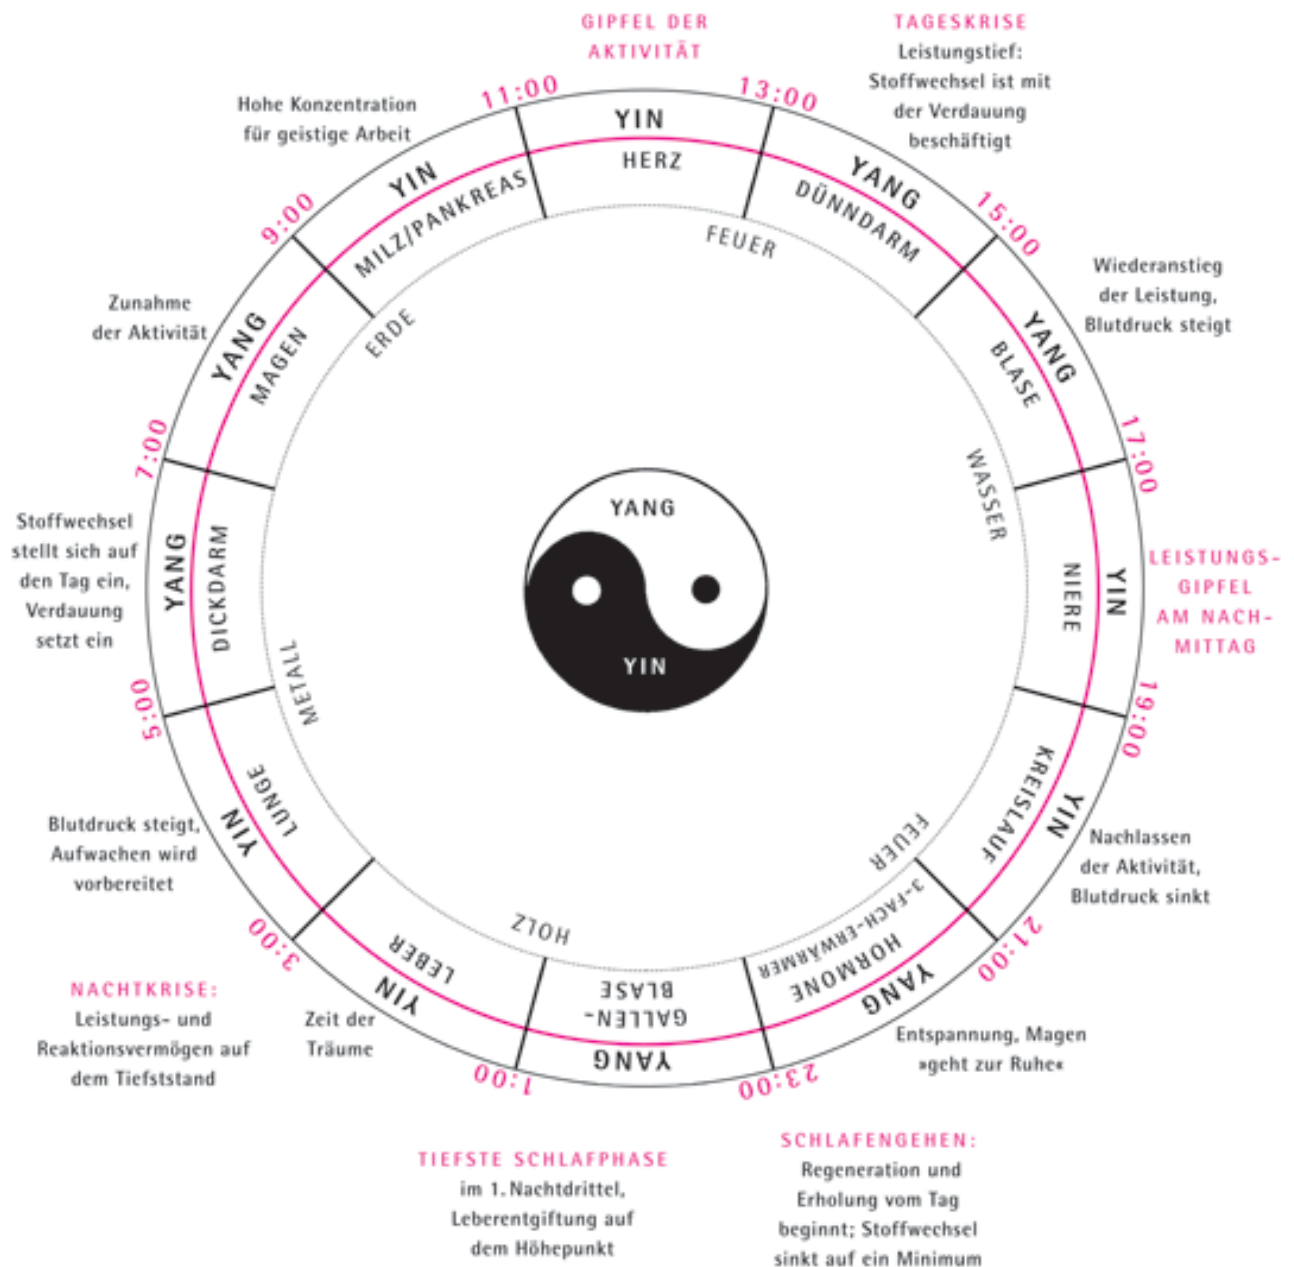 GIPFEL DER
AKTIVITÄT
TAGESKRISE
Leistungstief:
Stoffwechsel ist mit
der Verdauung
beschäftigt
11:00
13:00
Hohe Konzentration
für geistige Arbeit
YIN
HERZ
YIN
MILZ/PANKREAS
YANG
DÜNNDARM
FEUER
9:00
15:00
Zunahme
der Aktivität
YANG
MAGEN
ERDE
Wiederanstieg
der Leistung,
Blutdruck steigt
YANG
BLASE
WASSER
7:00
17:00
Stoffwechsel
stellt sich auf
den Tag ein,
Verdauung
setzt ein
YANG
DICKDARM
METALL
YANG
YIN
NIERE
YIN
LEISTUNGS-
GIPFEL
AM NACH-
MITTAG
5:00
19:00
Blutdruck steigt,
Aufwachen wird
vorbereitet
YIN
LUNGE
KREISLAUF
YIN
Nachlassen
der Aktivität,
Blutdruck sinkt
FEUER
3-FACH-ERWÄRMER
HORMONE
YANG
HOLZ
LEBER
YIN
GALLEN-
BLASE
YANG
3:00
21:00
NACHTKRISE:
Leistungs- und
Reaktionsvermögen auf
dem Tiefststand
Zeit der
Träume
Entspannung, Magen
»geht zur Ruhe«
1:00
23:00
TIEFSTE SCHLAFPHASE
im 1. Nachtdrittel,
Leberentgiftung auf
dem Höhepunkt
SCHLAFENGEHEN:
Regeneration und
Erholung vom Tag
beginnt; Stoffwechsel
sinkt auf ein Minimum